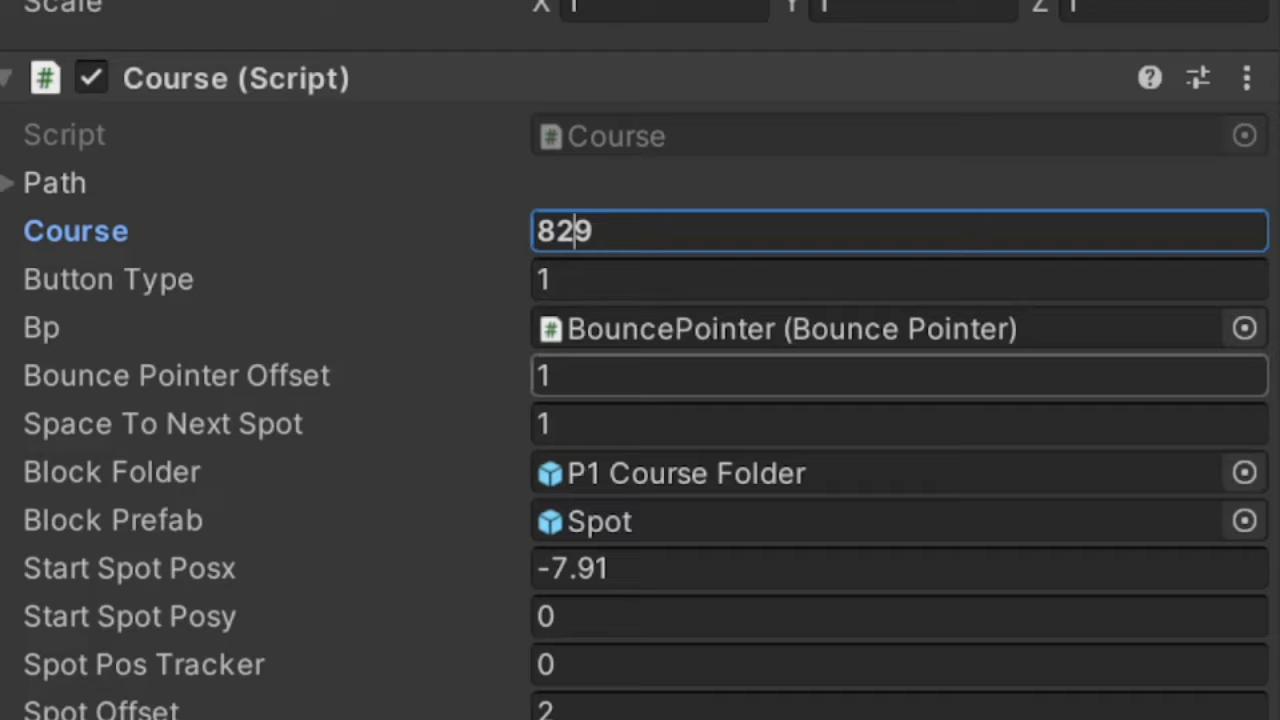 Scale X 1 Y 1 Z 1
Course (Script)
Script Course
Path
Course 829
Button Type 1
Bp BouncePointer (Bounce Pointer)
Bounce Pointer Offset 1
Space To Next Spot 1
Block Folder P1 Course Folder
Block Prefab Spot
Start Spot Posx -7.91
Start Spot Posy 0
Spot Pos Tracker 0
Spot Offset 2